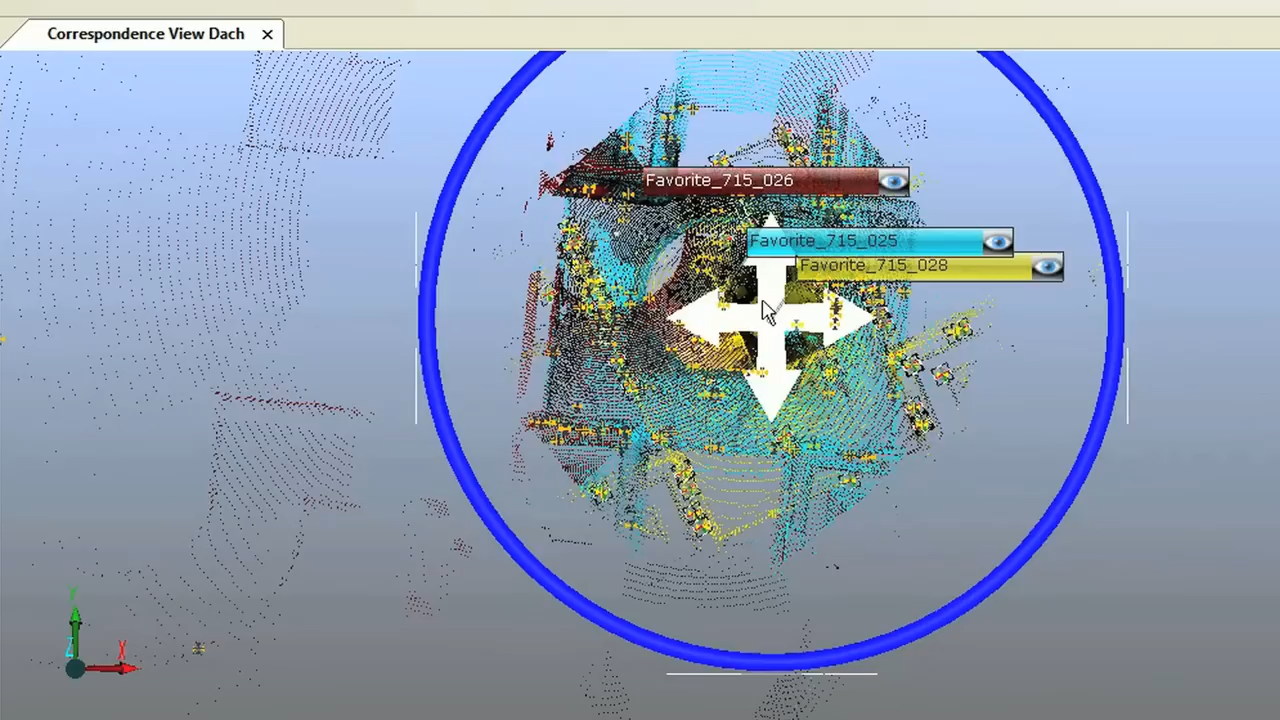 Correspondence View Dach
Favorite_715_026
Favorite_715_025
Favorite_715_028
Y
Z
X